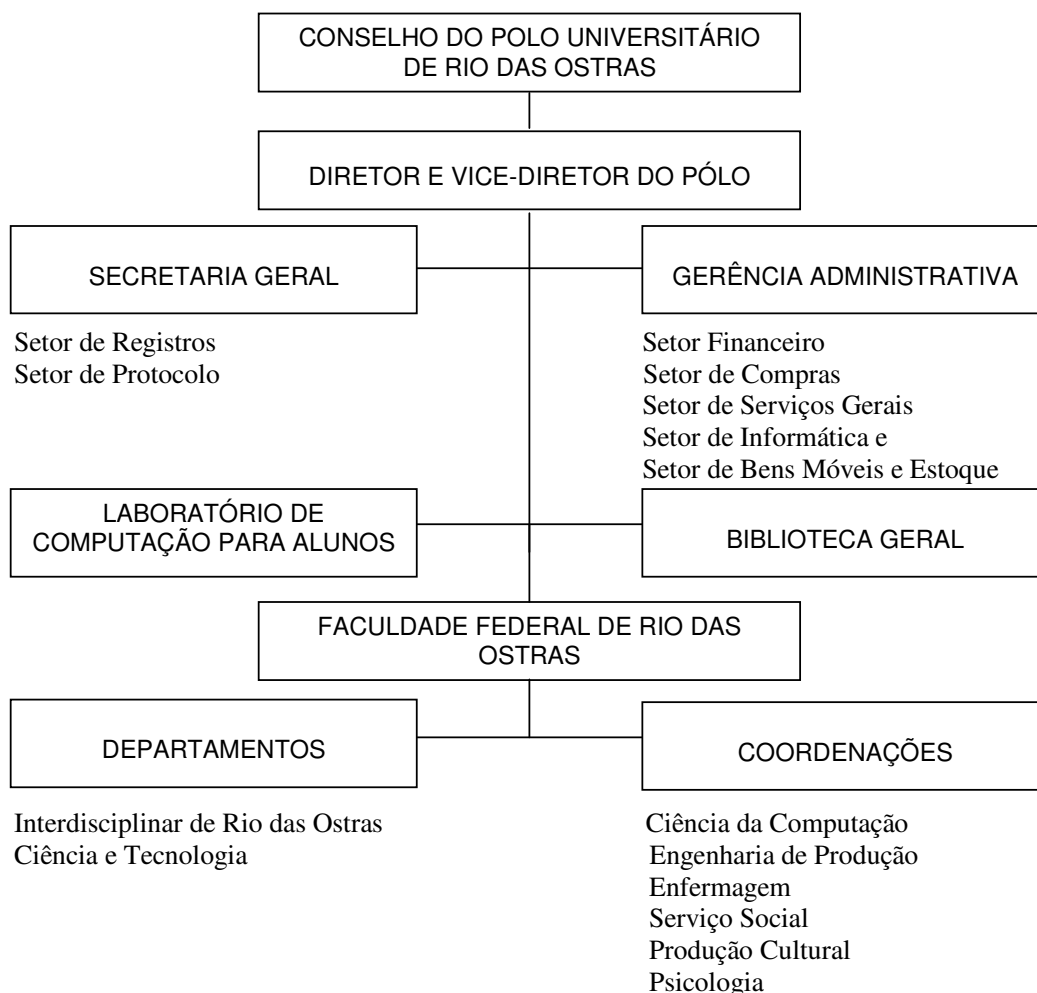 CONSELHO DO POLO UNIVERSITÁRIO
DE RIO DAS OSTRAS
DIRETOR E VICE-DIRETOR DO PÓLO
SECRETARIA GERAL
GERÊNCIA ADMINISTRATIVA
Setor de Registros
Setor de Protocolo
Setor Financeiro
Setor de Compras
Setor de Serviços Gerais
Setor de Informática e
Setor de Bens Móveis e Estoque
LABORATÓRIO DE
COMPUTAÇÃO PARA ALUNOS
BIBLIOTECA GERAL
FACULDADE FEDERAL DE RIO DAS
OSTRAS
DEPARTAMENTOS
COORDENAÇÕES
Interdisciplinar de Rio das Ostras
Ciência e Tecnologia
Ciência da Computação
Engenharia de Produção
Enfermagem
Serviço Social
Produção Cultural
Psicologia